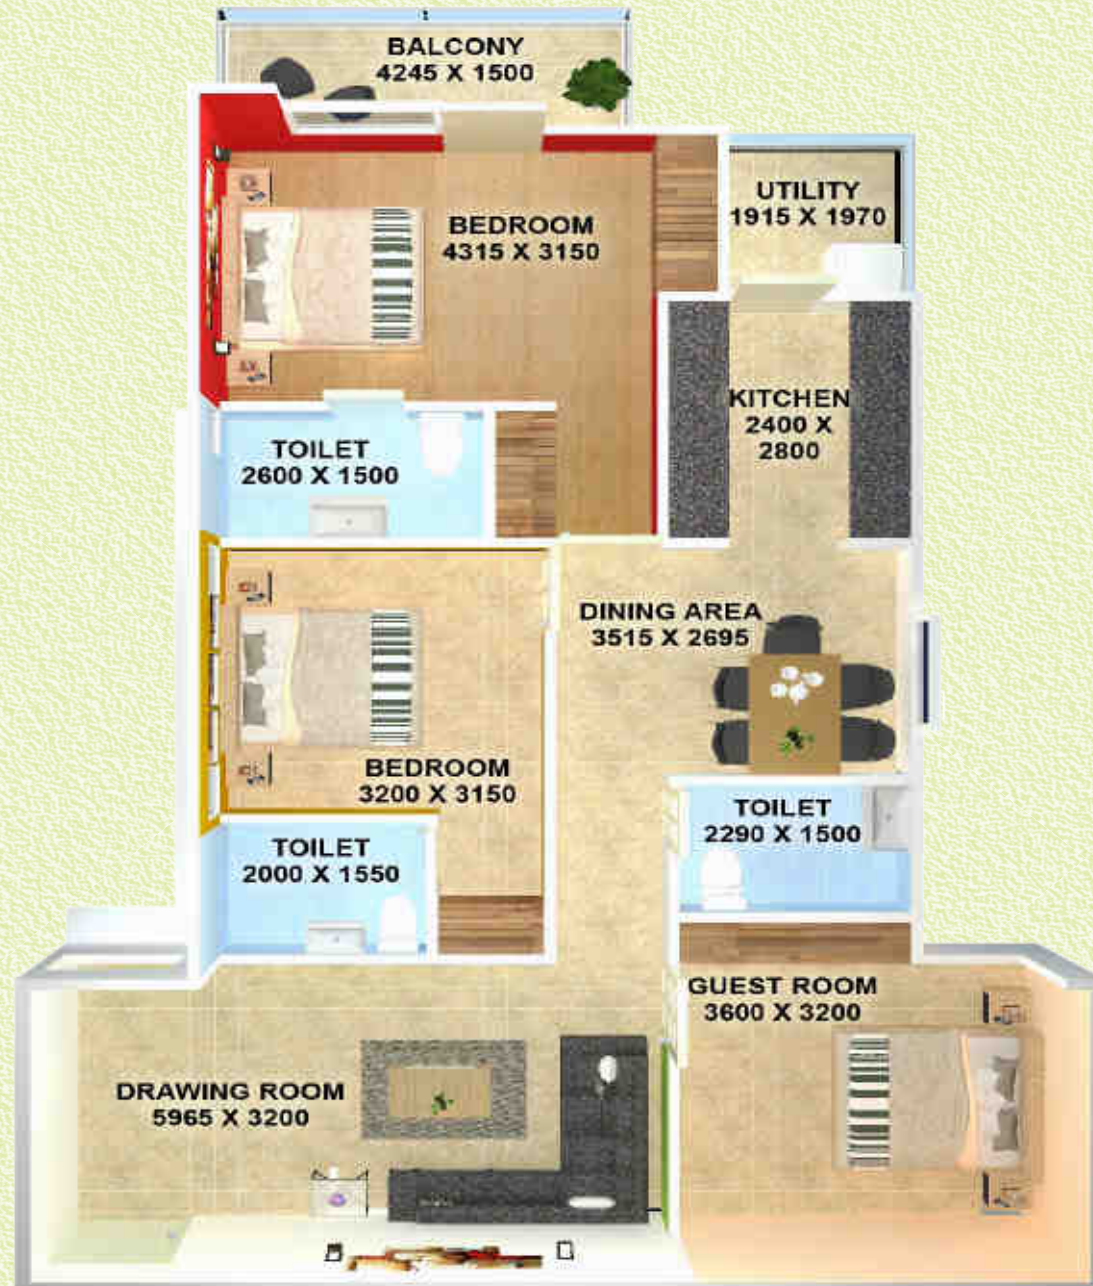 BALCONY
4245 X 1500
UTILITY
1915 X 1970
BEDROOM
4315 X 3150
KITCHEN
2400 X
2800
TOILET
2600 X 1500
DINING AREA
3515 X 2695
BEDROOM
3200 X 3150
TOILET
2290 X 1500
TOILET
2000 X 1550
GUEST ROOM
3600 X 3200
DRAWING ROOM
5965 X 3200